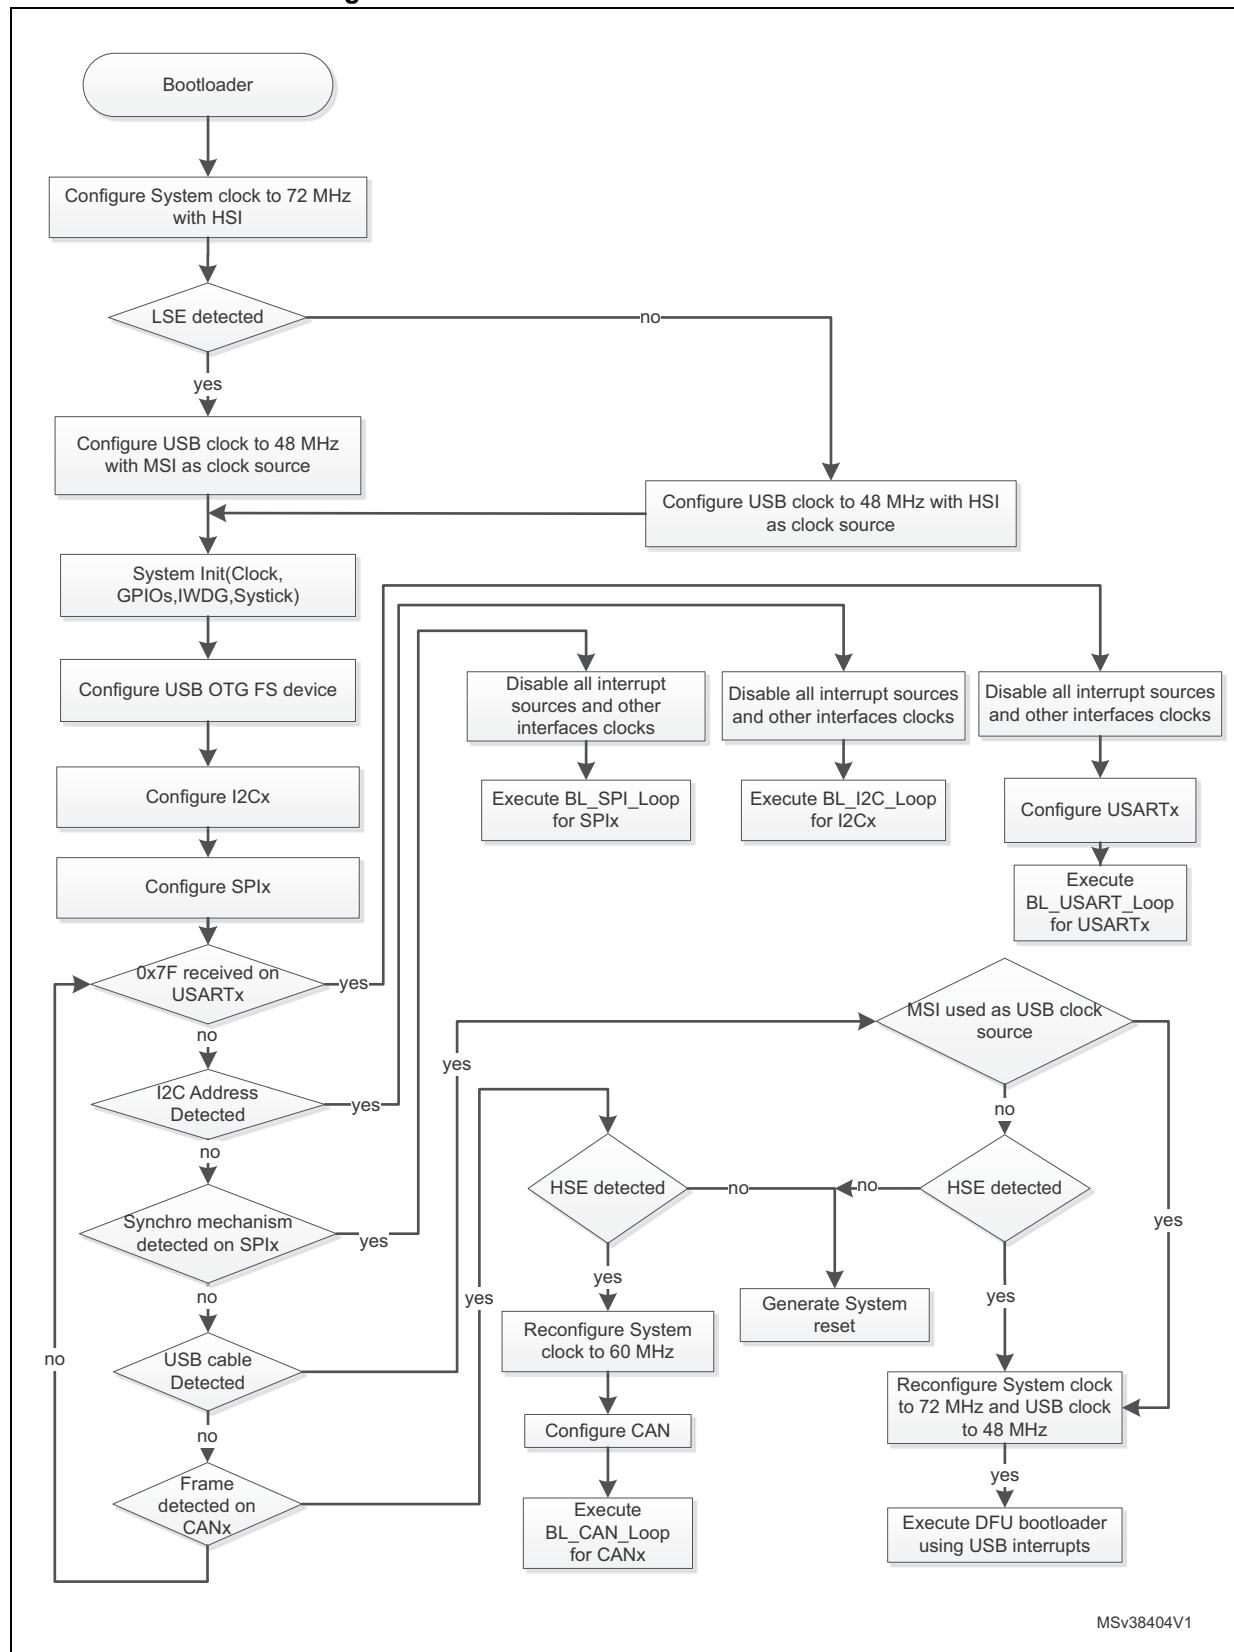 Bootloader
Configure System clock to 72 MHz
with HSI
LSE detected
no
yes
Configure USB clock to 48 MHz
with MSI as clock source
Configure USB clock to 48 MHz with HSI
as clock source
System Init(Clock,
GPIOs,IWDG,Systick)
Configure USB OTG FS device
Disable all interrupt
sources and other
interfaces clocks
Disable all interrupt sources
and other interfaces clocks
Disable all interrupt sources
and other interfaces clocks
Configure I2Cx
Execute BL_SPI_Loop
for SPIx
Execute BL_I2C_Loop
for I2Cx
Configure USARTx
Configure SPIx
Execute
BL_USART_Loop
for USARTx
0x7F received on
USARTx
yes
no
MSI used as USB clock
source
yes
I2C Address
Detected
yes
no
no
HSE detected
no
no
HSE detected
Synchro mechanism
detected on SPIx
yes
yes
no
yes
yes
yes
Generate System
reset
Reconfigure System
clock to 60 MHz
no
USB cable
Detected
Reconfigure System clock
to 72 MHz and USB clock
to 48 MHz
no
Configure CAN
yes
Frame
detected on
CANx
Execute
BL_CAN_Loop
for CANx
Execute DFU bootloader
using USB interrupts
MSv38404V1